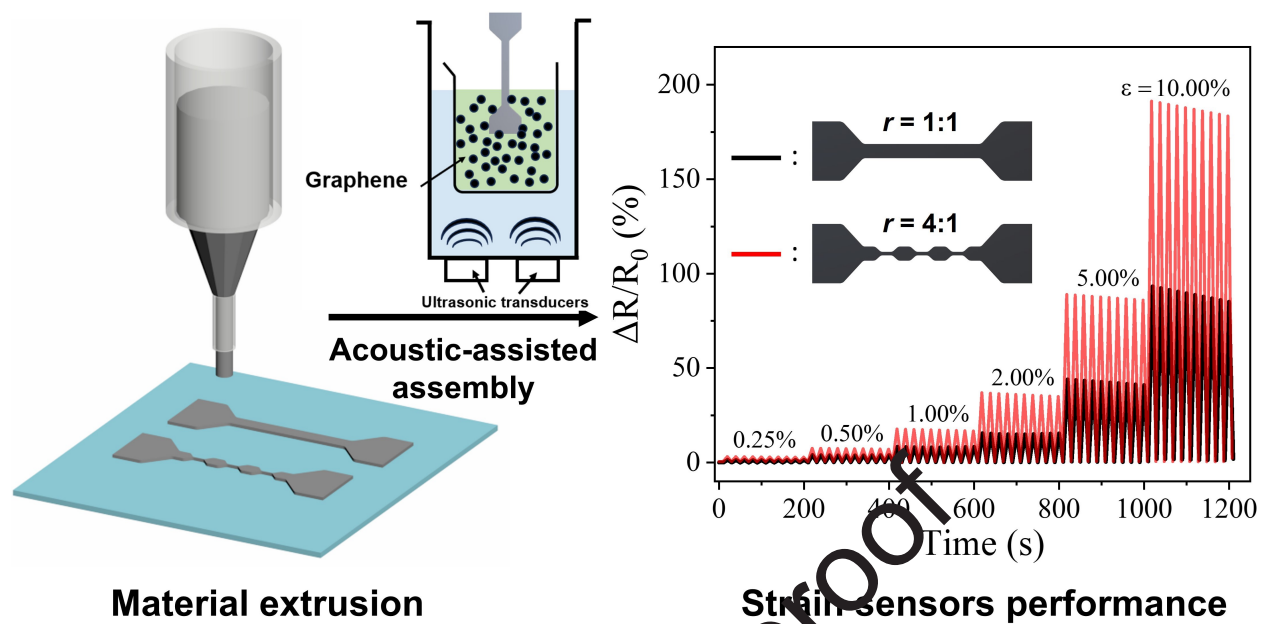 Graphene
Ultrasonic transducers
Acoustic-assisted
assembly
Material extrusion
ΔR/R0 (%)
200
150
100
50
0
r = 1:1
:
r = 4:1
:
0.25%
0.50%
1.00%
2.00%
5.00%
ε = 10.00%
0 200 400 600 800 1000 1200
Time (s)
Strain sensors performance
roof